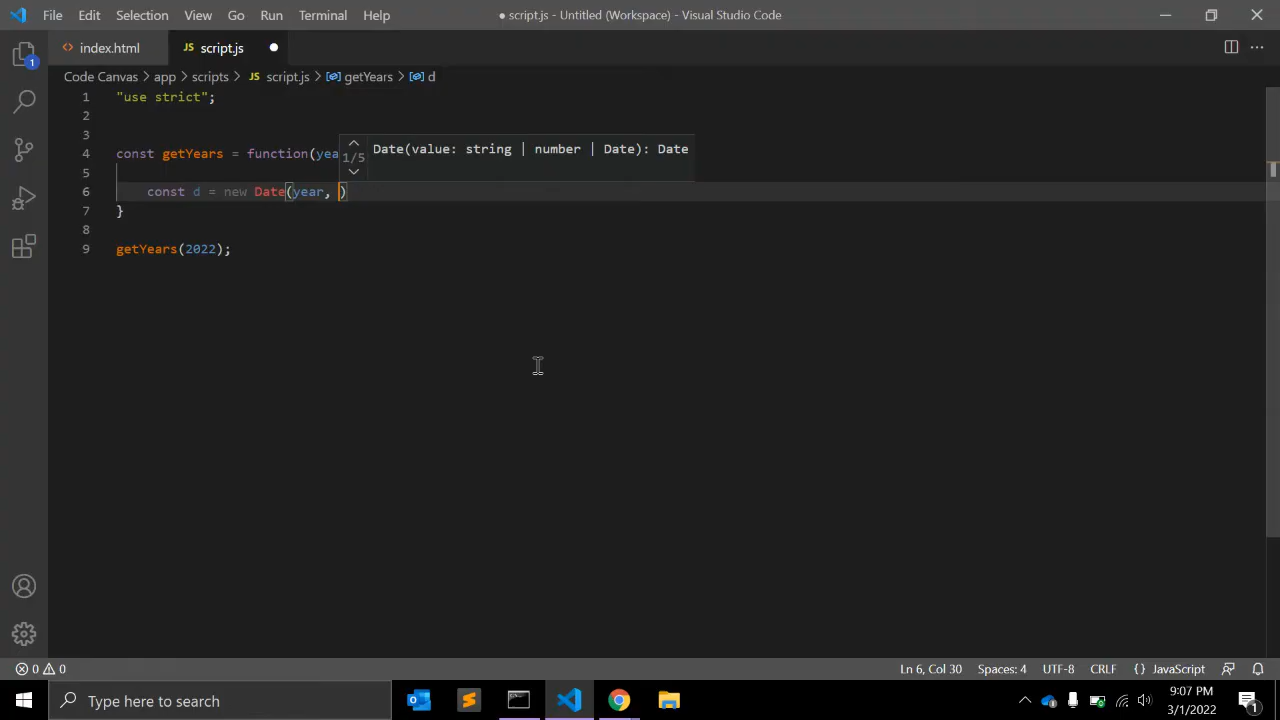 File Edit Selection View Go Run Terminal Help ● script.js - Untitled (Workspace) - Visual Studio Code
<> index.html JS script.js ●
Code Canvas > app > scripts > JS script.js > getYears > d
1 "use strict";
2
3
4 const getYears = function(yea
1/5 Date(value: string | number | Date): Date
5
6 const d = new Date(year, )
7 }
8
9 getYears(2022);
1
0 0 Ln 6, Col 30 Spaces: 4 UTF-8 CRLF {} JavaScript
Type here to search
9:07 PM
3/1/2022
1